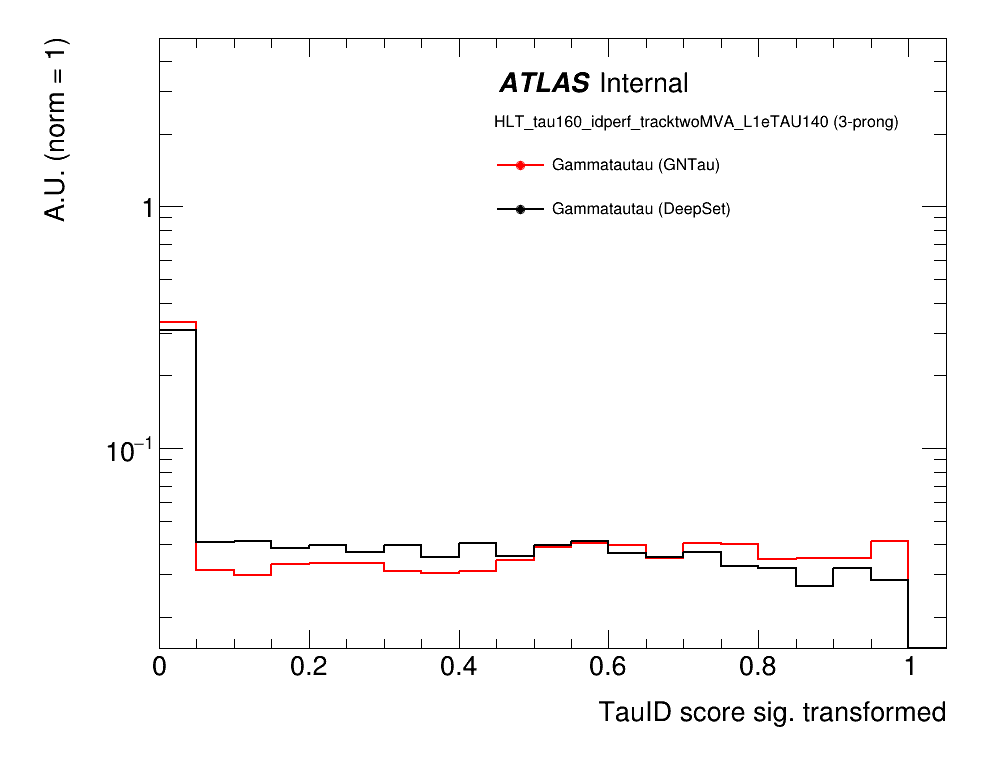 A.U. (norm = 1)
ATLAS Internal
HLT_tau160_idperf_tracktwoMVA_L1eTAU140 (3-prong)
Gammatautau (GNTau)
Gammatautau (DeepSet)
1
10⁻¹
0 0.2 0.4 0.6 0.8 1
TauID score sig. transformed